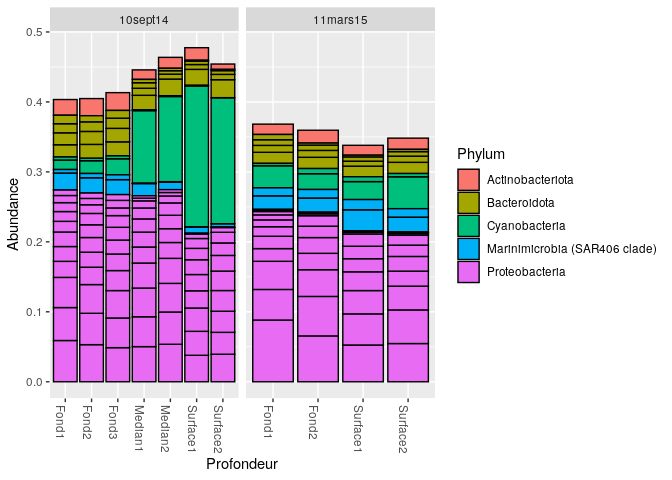 10sept14
11mars15
0.5
0.4
0.3
0.2
0.1
0.0
Abundance
Fond1
Fond2
Fond3
Median1
Median2
Surface1
Surface2
Fond1
Fond2
Surface1
Surface2
Profondeur
Phylum
Actinobacteriota
Bacteroidota
Cyanobacteria
Marinimicrobia (SAR406 clade)
Proteobacteria